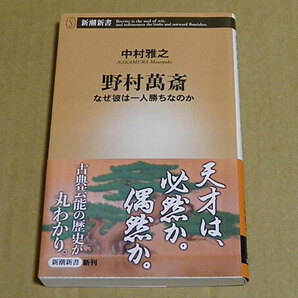 新潮新書
Brevity is the soul of wit,
and tediousness the limbs and outward flourishes.
中村雅之
NAKAMURA Masayuki
野村萬斎
なぜ彼は一人勝ちなのか
天才は、
必然か。
偶然か。
古典芸能の歴史が
丸わかり。
新潮新書 新刊